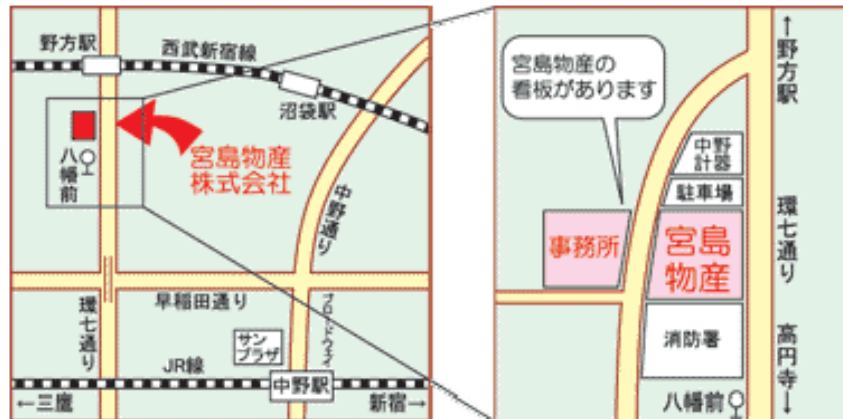 野方駅
西武新宿線
沼袋駅
八幡前
宮島物産
株式会社
中野通り
早稲田通り
環七通り
サン
プラザ
ブロードウェイ
JR線
中野駅
←三鷹
新宿→
宮島物産の
看板があります
←野方駅
中野
計器
駐車場
環七通り
事務所
宮島
物産
消防署
高円寺→
八幡前